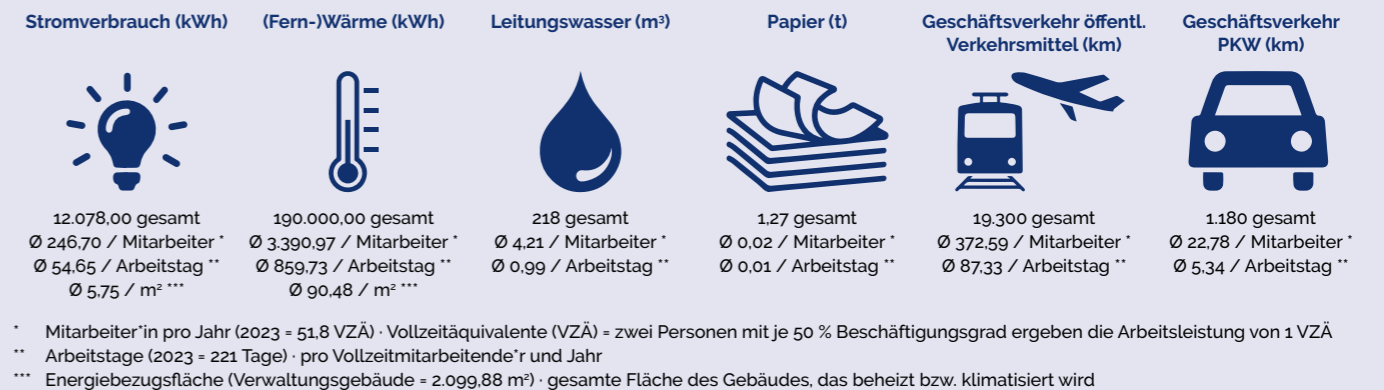 Stromverbrauch (kWh)
12.078,00 gesamt
Ø 246,70 / Mitarbeiter *
Ø 54,65 / Arbeitstag **
Ø 5,75 / m² ***
(Fern-)Wärme (kWh)
190.000,00 gesamt
Ø 3.390,97 / Mitarbeiter *
Ø 859,73 / Arbeitstag **
Ø 90,48 / m² ***
Leitungswasser (m³)
218 gesamt
Ø 4,21 / Mitarbeiter *
Ø 0,99 / Arbeitstag **
Papier (t)
1,27 gesamt
Ø 0,02 / Mitarbeiter *
Ø 0,01 / Arbeitstag **
Geschäftsverkehr öffentl.
Verkehrsmittel (km)
19.300 gesamt
Ø 372,59 / Mitarbeiter *
Ø 87,33 / Arbeitstag **
Geschäftsverkehr
PKW (km)
1.180 gesamt
Ø 22,78 / Mitarbeiter *
Ø 5,34 / Arbeitstag **
* Mitarbeiter*in pro Jahr (2023 = 51,8 VZÄ) · Vollzeitäquivalente (VZÄ) = zwei Personen mit je 50 % Beschäftigungsgrad ergeben die Arbeitsleistung von 1 VZÄ
** Arbeitstage (2023 = 221 Tage) · pro Vollzeitmitarbeitende*r und Jahr
*** Energiebezugsfläche (Verwaltungsgebäude = 2.099,88 m²) · gesamte Fläche des Gebäudes, das beheizt bzw. klimatisiert wird